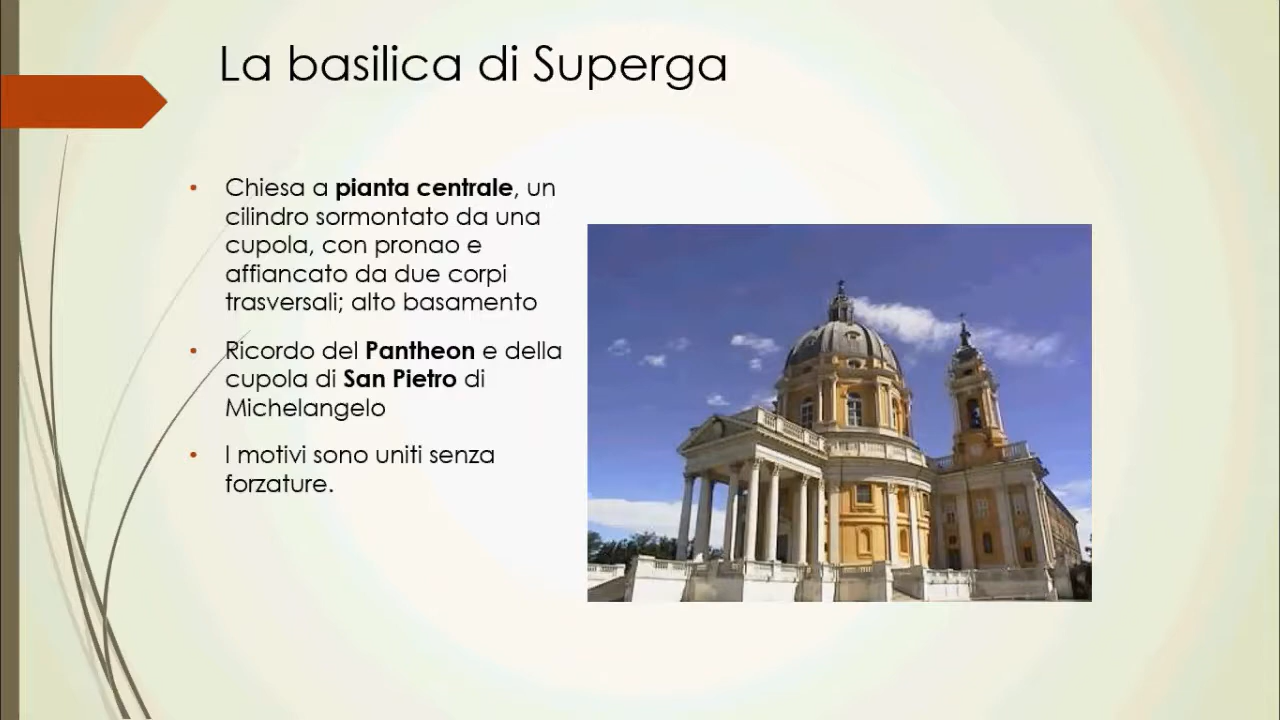 La basilica di Superga
• Chiesa a pianta centrale, un
cilindro sormontato da una
cupola, con pronao e
affiancato da due corpi
trasversali; alto basamento
• Ricordo del Pantheon e della
cupola di San Pietro di
Michelangelo
• I motivi sono uniti senza
forzature.